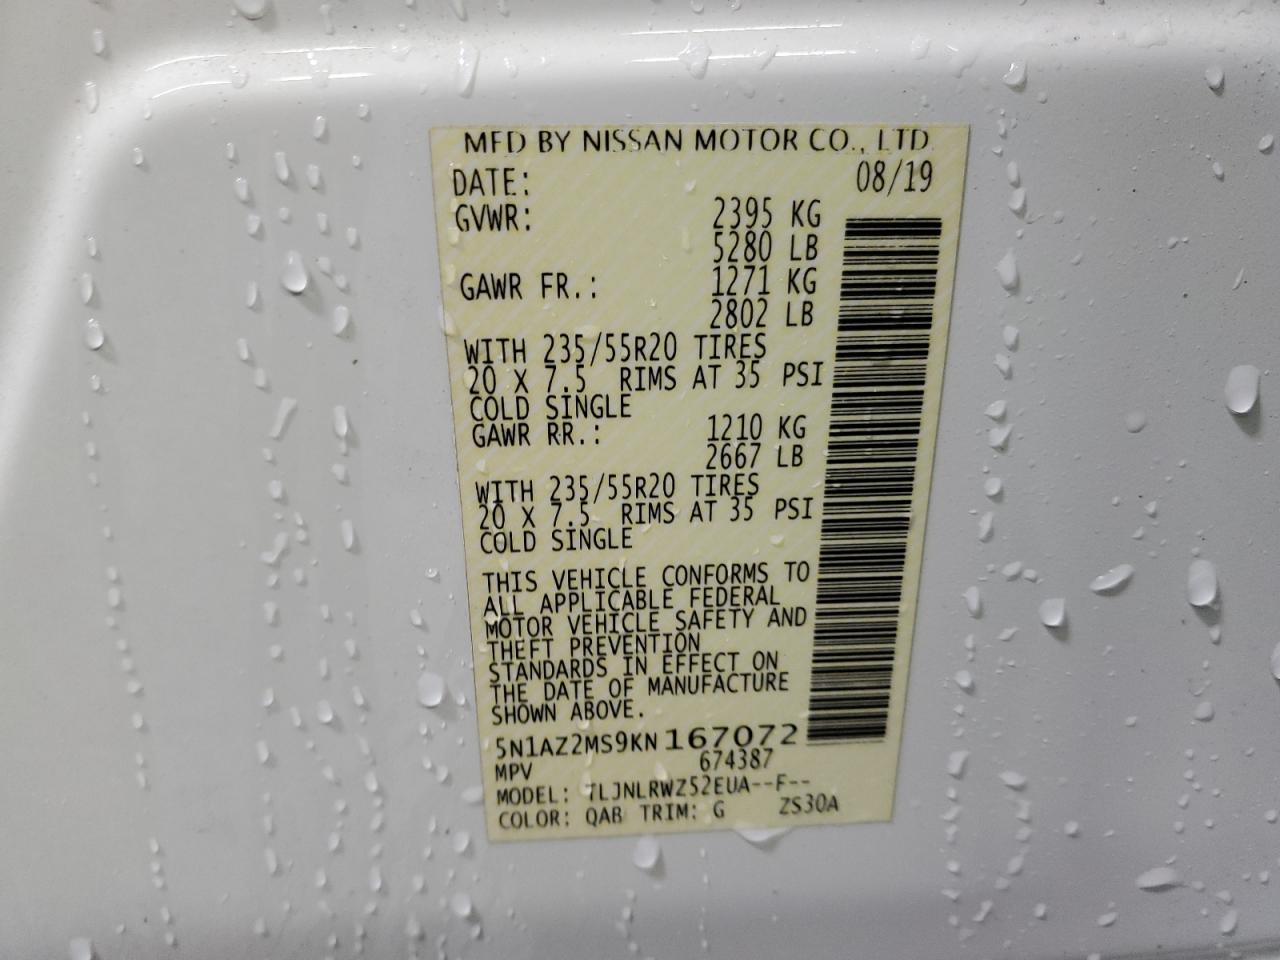 MFD BY NISSAN MOTOR CO., LTD.
DATE: 08/19
GVWR: 2395 KG
5280 LB
GAWR FR.: 1271 KG
2802 LB
WITH 235/55R20 TIRES
20 X 7.5 RIMS AT 35 PSI
COLD SINGLE
GAWR RR.: 1210 KG
2667 LB
WITH 235/55R20 TIRES
20 X 7.5 RIMS AT 35 PSI
COLD SINGLE
THIS VEHICLE CONFORMS TO
ALL APPLICABLE FEDERAL
MOTOR VEHICLE SAFETY AND
THEFT PREVENTION
STANDARDS IN EFFECT ON
THE DATE OF MANUFACTURE
SHOWN ABOVE.
5N1AZ2MS9KN167072
MPV 674387
MODEL: TLJNLRWZ52EUA--F--
COLOR: QAB TRIM: G ZS30A